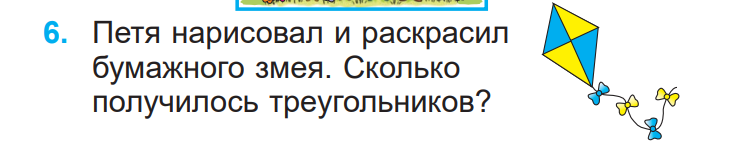 6. Петя нарисовал и раскрасил
бумажного змея. Сколько
получилось треугольников?